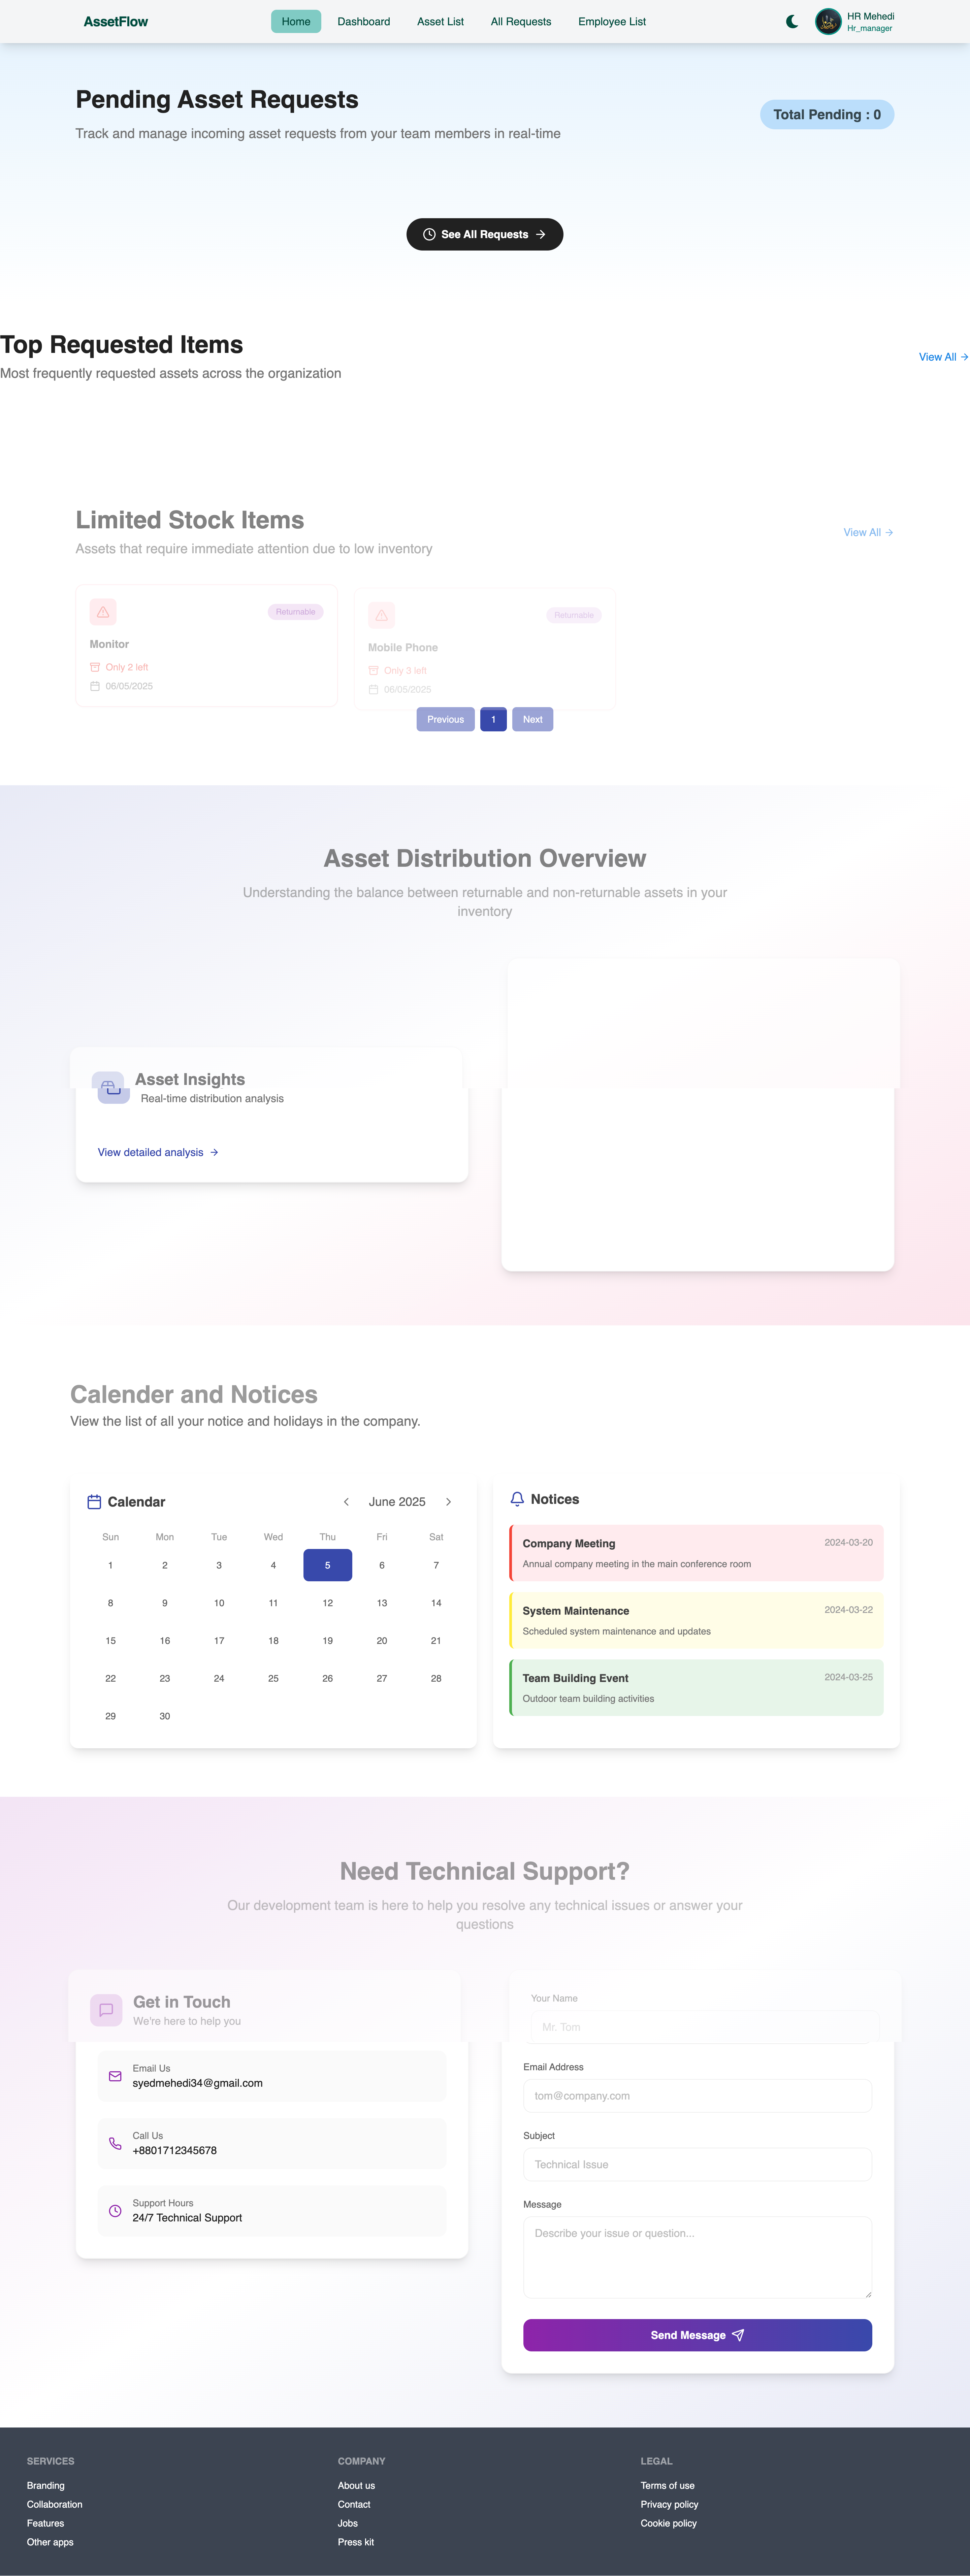 AssetFlow
Home
Dashboard
Asset List
All Requests
Employee List
HR Mehedi
Hr_manager
Pending Asset Requests
Track and manage incoming asset requests from your team members in real-time
Total Pending : 0
See All Requests
Top Requested Items
Most frequently requested assets across the organization
View All
Limited Stock Items
Assets that require immediate attention due to low inventory
View All
Returnable
Monitor
Only 2 left
06/05/2025
Returnable
Mobile Phone
Only 3 left
06/05/2025
Previous
1
Next
Asset Distribution Overview
Understanding the balance between returnable and non-returnable assets in your
inventory
Asset Insights
Real-time distribution analysis
View detailed analysis
Calender and Notices
View the list of all your notice and holidays in the company.
Calendar
June 2025
Sun Mon Tue Wed Thu Fri Sat
1 2 3 4 5 6 7
8 9 10 11 12 13 14
15 16 17 18 19 20 21
22 23 24 25 26 27 28
29 30
Notices
Company Meeting 2024-03-20
Annual company meeting in the main conference room
System Maintenance 2024-03-22
Scheduled system maintenance and updates
Team Building Event 2024-03-25
Outdoor team building activities
Need Technical Support?
Our development team is here to help you resolve any technical issues or answer your
questions
Get in Touch
We're here to help you
Email Us
syedmehedi34@gmail.com
Call Us
+8801712345678
Support Hours
24/7 Technical Support
Your Name
Mr. Tom
Email Address
tom@company.com
Subject
Technical Issue
Message
Describe your issue or question...
Send Message
SERVICES
Branding
Collaboration
Features
Other apps
COMPANY
About us
Contact
Jobs
Press kit
LEGAL
Terms of use
Privacy policy
Cookie policy